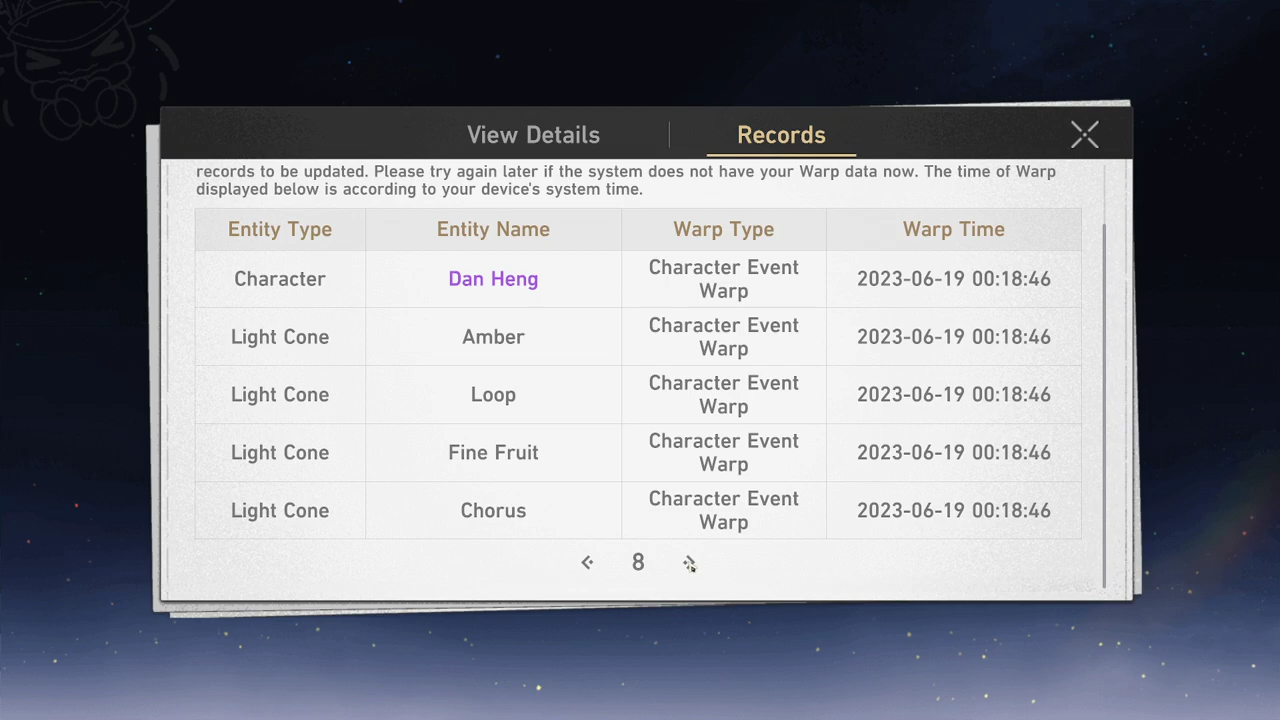 View Details
Records
records to be updated. Please try again later if the system does not have your Warp data now. The time of Warp
displayed below is according to your device's system time.
Entity Type Entity Name Warp Type Warp Time
Character Dan Heng Character Event Warp 2023-06-19 00:18:46
Light Cone Amber Character Event Warp 2023-06-19 00:18:46
Light Cone Loop Character Event Warp 2023-06-19 00:18:46
Light Cone Fine Fruit Character Event Warp 2023-06-19 00:18:46
Light Cone Chorus Character Event Warp 2023-06-19 00:18:46
8